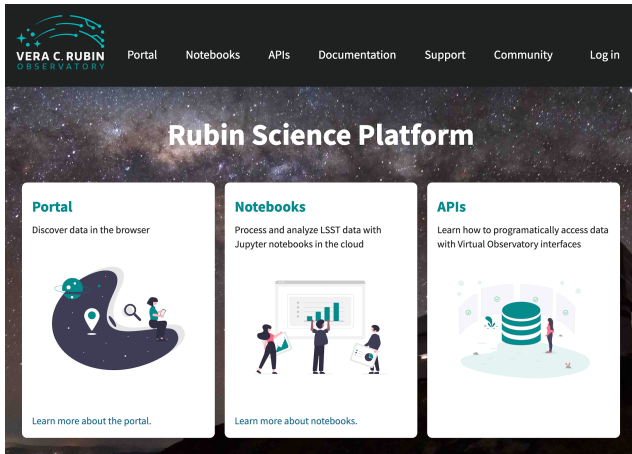 VERA C. RUBIN
OBSERVATORY
Portal
Notebooks
APIs
Documentation
Support
Community
Log in
Rubin Science Platform
Portal
Discover data in the browser
Learn more about the portal.
Notebooks
Process and analyze LSST data with
Jupyter notebooks in the cloud
Learn more about notebooks.
APIs
Learn how to programatically access data
with Virtual Observatory interfaces